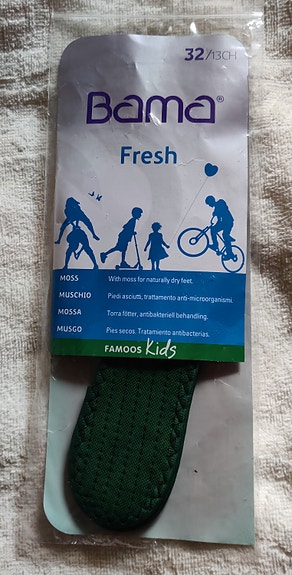 32/13CH
Bama®
Fresh
MOSS With moss for naturally dry feet.
MUSCHIO Piedi asciutti, trattamento anti-microorganismi.
MOSSA Torra fötter, antibakteriell behandling.
MUSGO Pies secos. Tratamiento antibacterias.
FAMOOS Kids